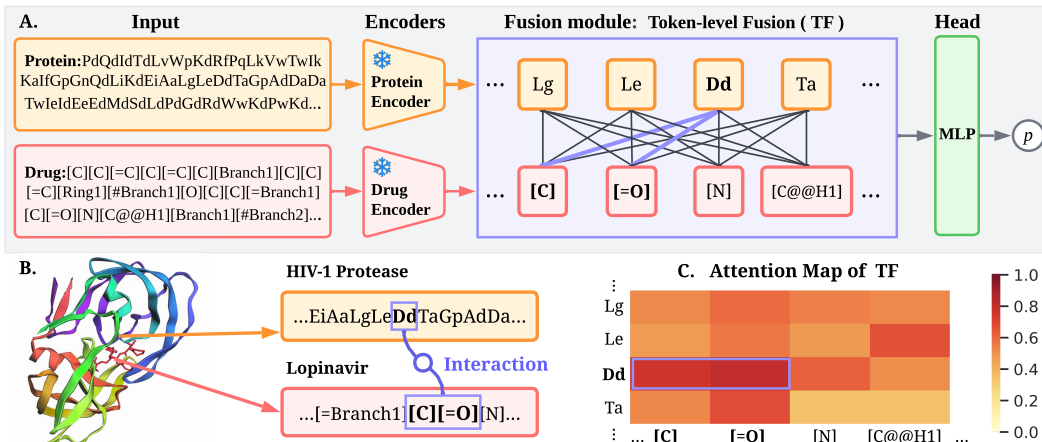 A. Input Encoders Fusion module: Token-level Fusion ( TF ) Head
Protein:PdQdIdTdLvWpKdRfPqLkVwTwIk
KaIfGpGnQdLiKdEiAaLgLeDdTaGpAdDaDa
TwIeIdEeEdMdSdLdPdGdRdWwKdPwKd...
Protein
Encoder
... Lg Le Dd Ta ...
MLP
p
Drug:[C][C][=C][C][=C][C][Branch1][C][C]
[=C][Ring1][#Branch1][O][C][C][=Branch1]
[C][=O][N][C@@H1][Branch1][#Branch2]...
Drug
Encoder
... [C] [=O] [N] [C@@H1] ...
B.
HIV-1 Protease
...EiAaLgLeDdTaGpAdDa...
Interaction
Lopinavir
...[=Branch1][C][=O][N]...
C. Attention Map of TF
⋮
Lg
Le
Dd
Ta
⋮
... [C] [=O] [N] [C@@H1] ...
1.0
0.8
0.6
0.4
0.2
0.0